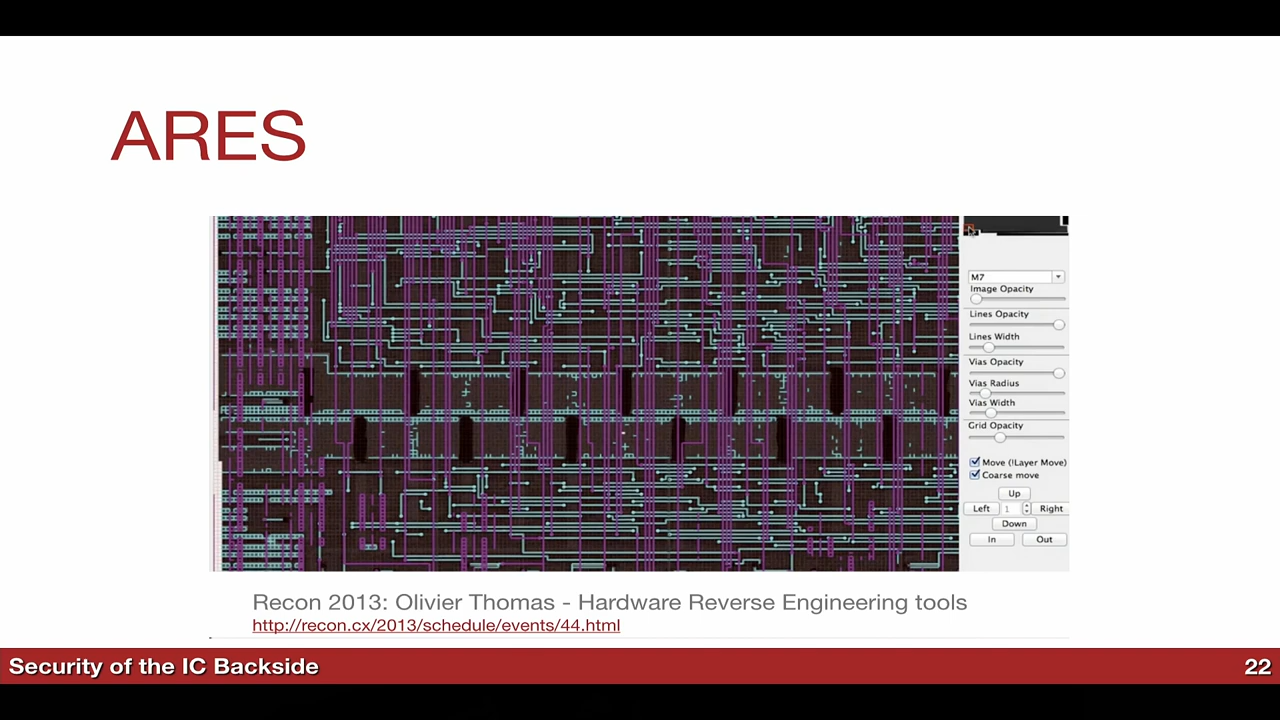 ARES
M7
Image Opacity
Lines Opacity
Lines Width
Vias Opacity
Vias Radius
Vias Width
Grid Opacity
Move (!Layer Move)
Coarse move
Up
Left 1 Right
Down
In Out
Recon 2013: Olivier Thomas - Hardware Reverse Engineering tools
http://recon.cx/2013/schedule/events/44.html
Security of the IC Backside 22